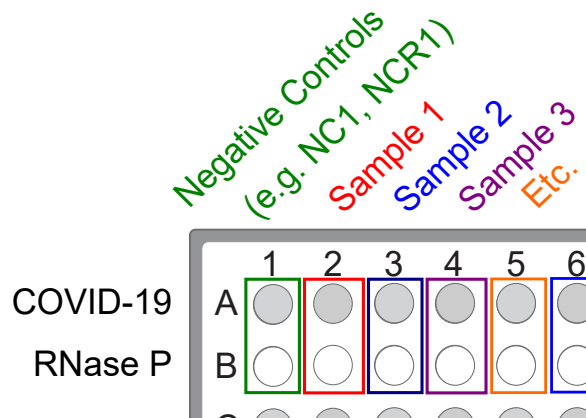 Negative Controls
(e.g. NC1, NCR1)
Sample 1
Sample 2
Sample 3
Etc.
1 2 3 4 5 6
COVID-19 A
RNase P B